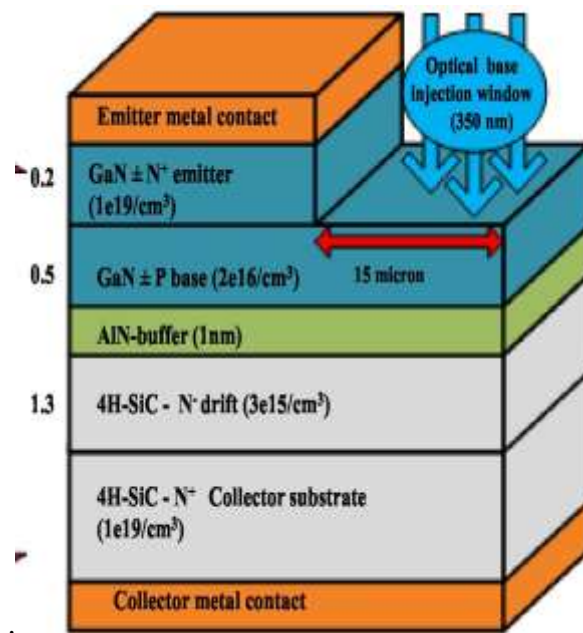 Optical base
injection window
(350 nm)
Emitter metal contact
0.2
GaN ± N⁺ emitter
(1e19/cm³)
0.5
GaN ± P base (2e16/cm³)
15 micron
AlN-buffer (1nm)
1.3
4H-SiC - N⁻ drift (3e15/cm³)
4H-SiC - N⁺ Collector substrate
(1e19/cm³)
Collector metal contact